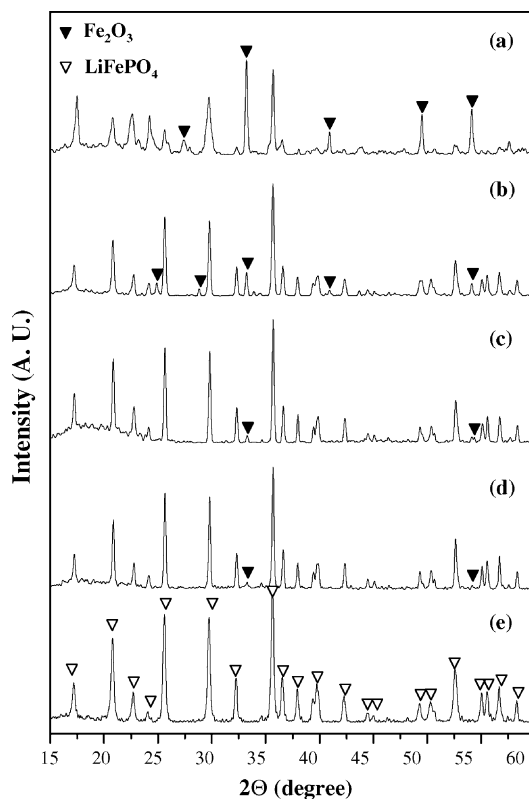 ▼ Fe₂O₃
▽ LiFePO₄
(a)
(b)
(c)
(d)
(e)
Intensity (A. U.)
15 20 25 30 35 40 45 50 55 60
2Θ (degree)